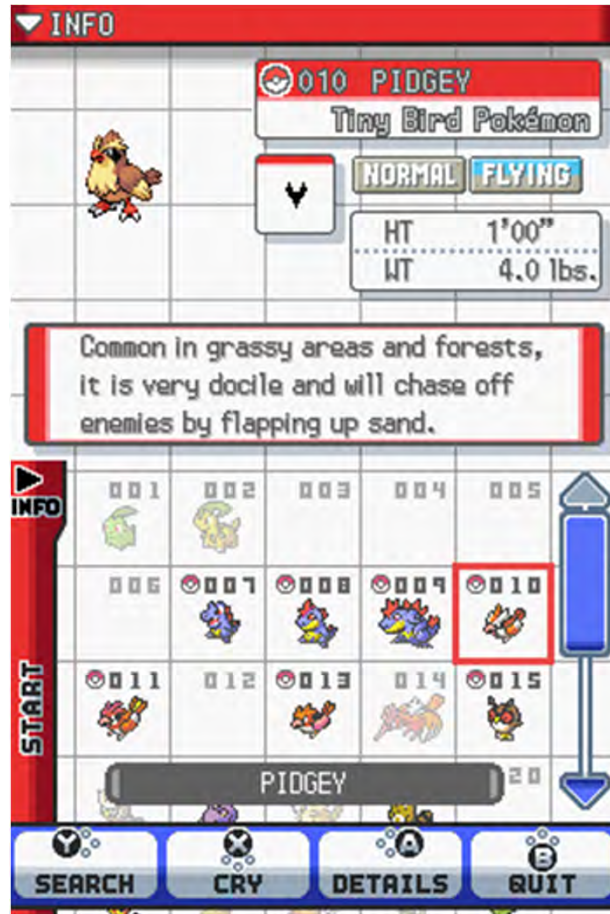 INFO
010 PIDGEY
Tiny Bird Pokémon
NORMAL FLYING
HT 1'00”
WT 4.0 lbs.
Common in grassy areas and forests,
it is very docile and will chase off
enemies by flapping up sand.
INFO
001 002 003 004 005
006 007 008 009 010
START
011 012 013 014 015
20
PIDGEY
Y X A B
SEARCH CRY DETAILS QUIT